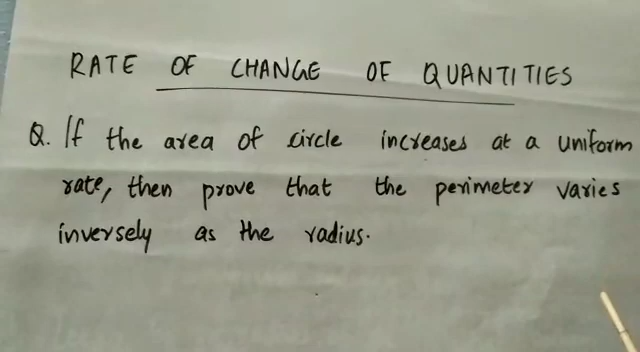 RATE OF CHANGE OF QUANTITIES
Q. If the area of circle increases at a uniform
rate, then prove that the perimeter varies
inversely as the radius.